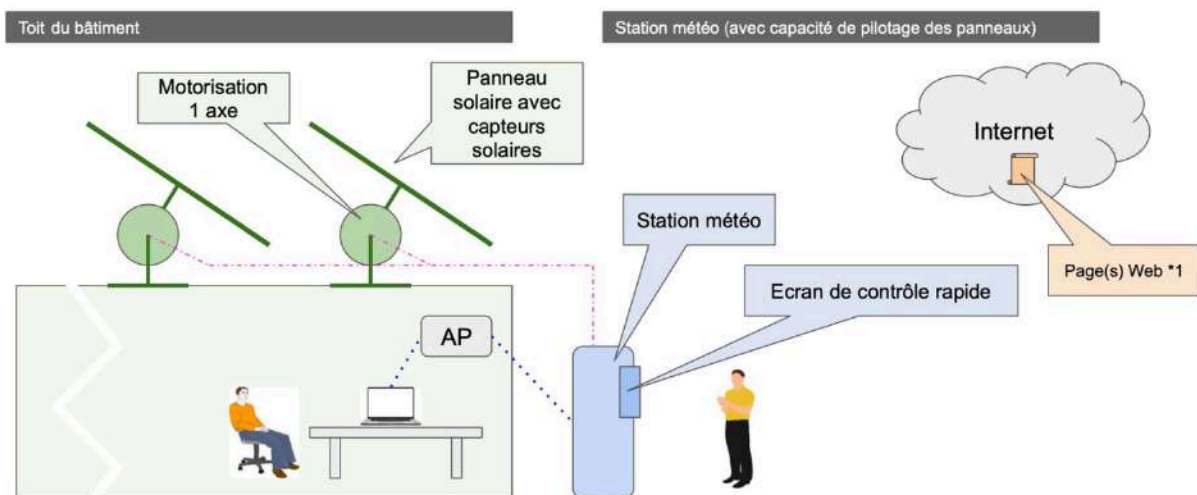 Toit du bâtiment
Station météo (avec capacité de pilotage des panneaux)
Motorisation
1 axe
Panneau
solaire avec
capteurs
solaires
Internet
Station météo
Page(s) Web *1
Ecran de contrôle rapide
AP